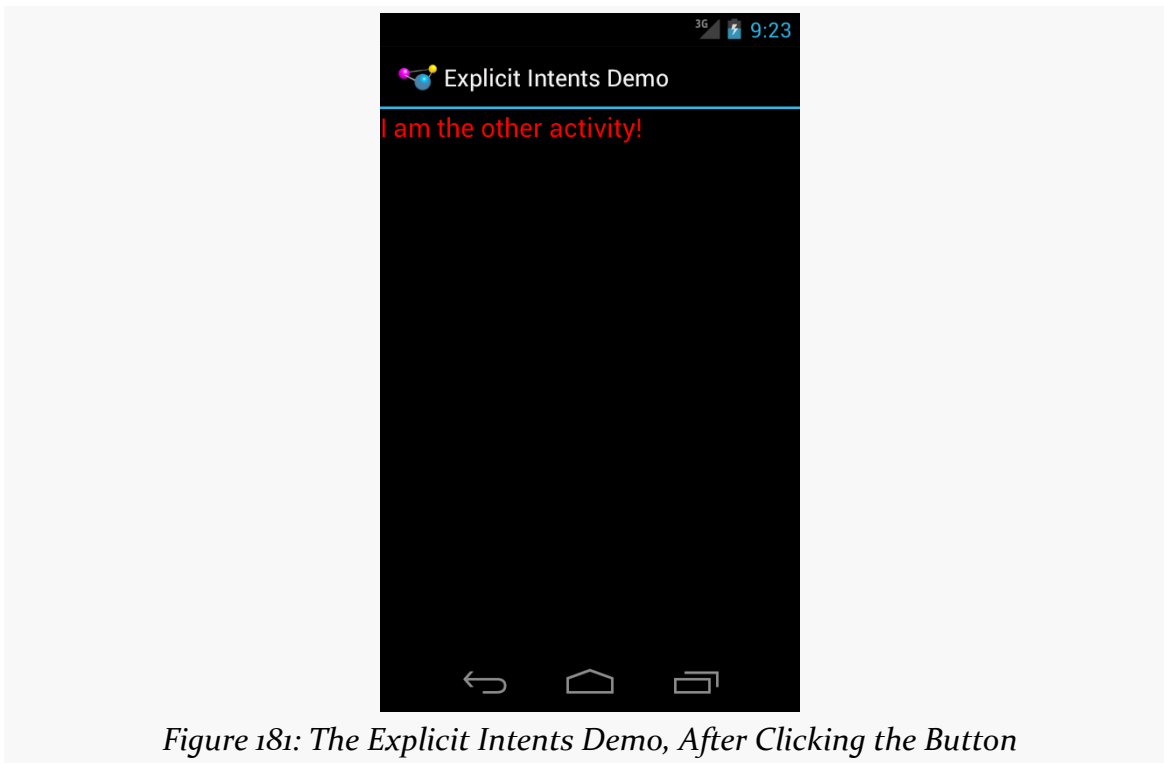 3G 9:23
Explicit Intents Demo
I am the other activity!
Figure 181: The Explicit Intents Demo, After Clicking the Button